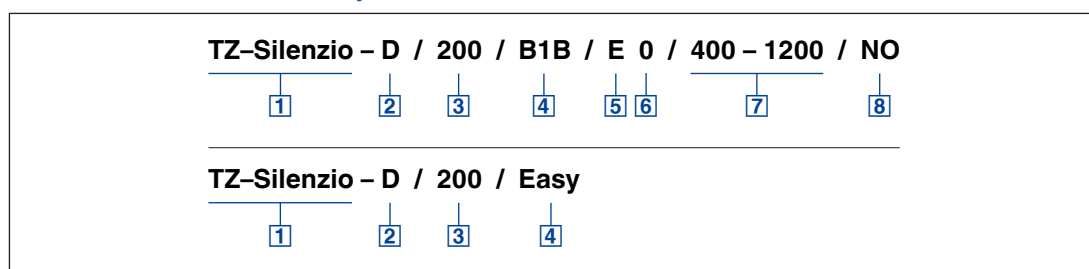 TZ–Silenzio – D / 200 / B1B / E 0 / 400 – 1200 / NO
1 2 3 4 5 6 7 8
TZ–Silenzio – D / 200 / Easy
1 2 3 4